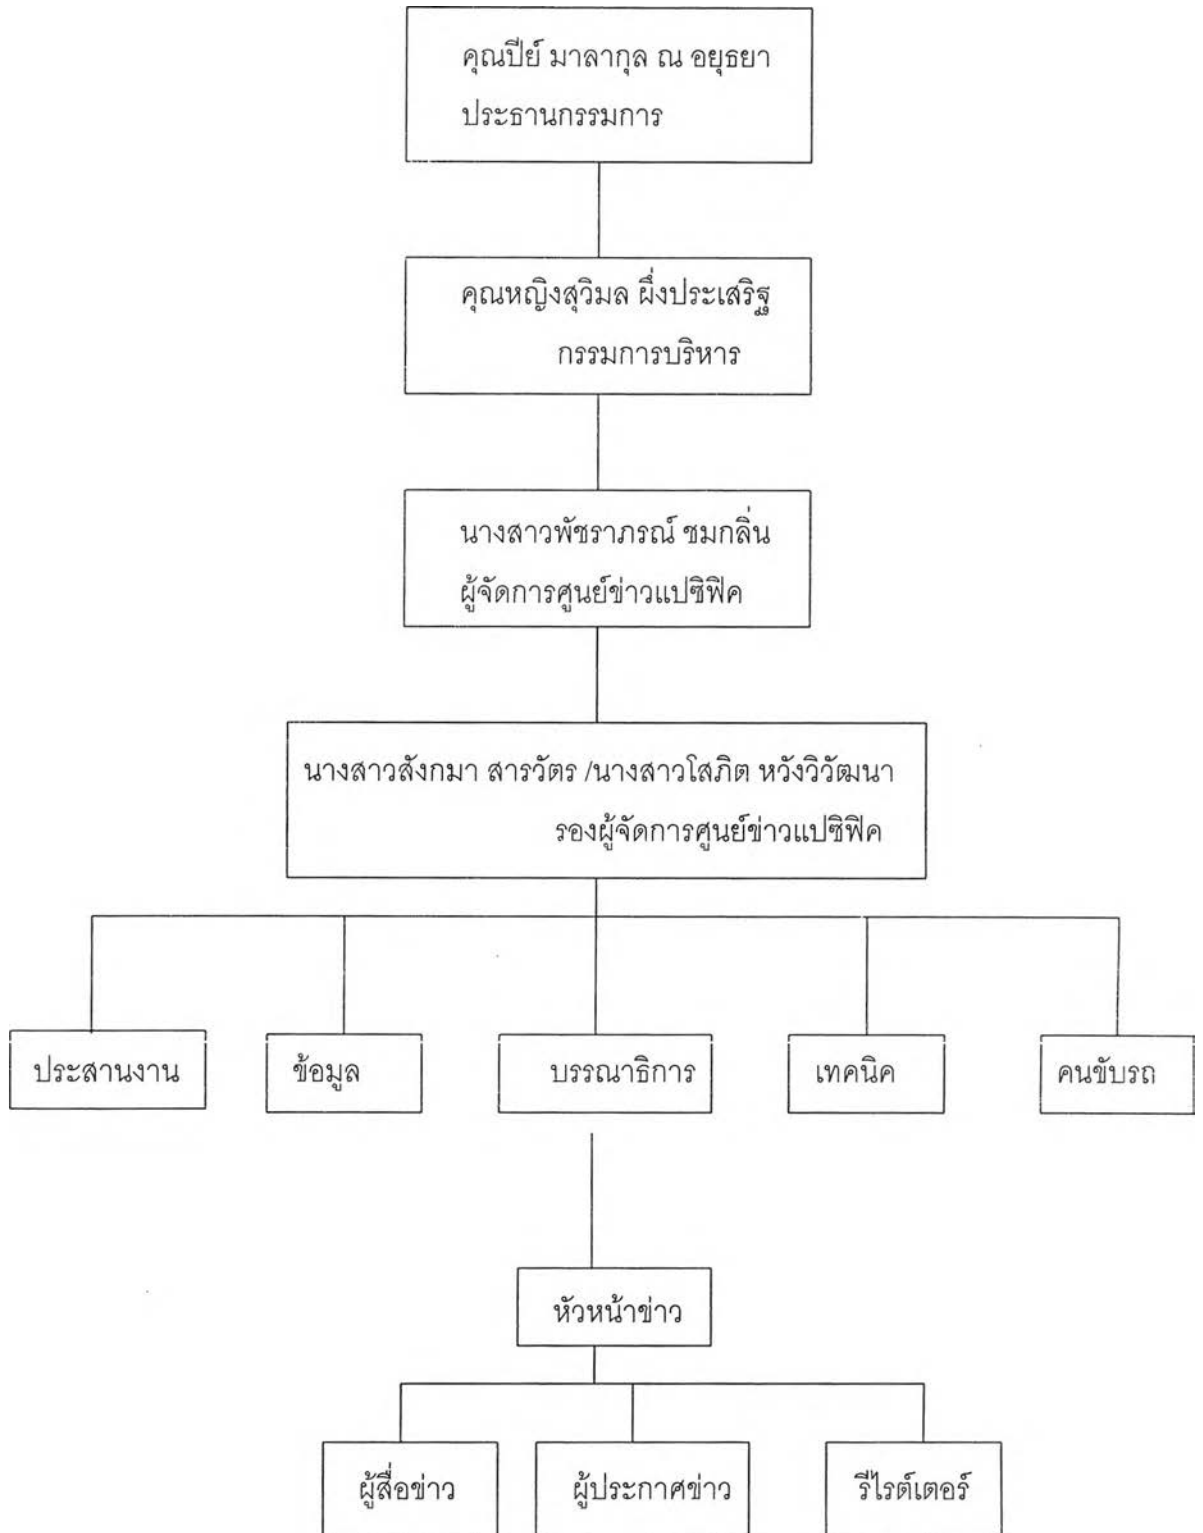 คุณปีย์ มาลากุล ณ อยุธยา
ประธานกรรมการ
คุณหญิงสุวิมล ผึ่งประเสริฐ
กรรมการบริหาร
นางสาวพัชราภรณ์ ชมกลิ่น
ผู้จัดการศูนย์ข่าวแปซิฟิค
นางสาวสังกมา สารวัตร /นางสาวโสภิต หวังวิวัฒนา
รองผู้จัดการศูนย์ข่าวแปซิฟิค
ประสานงาน
ข้อมูล
บรรณาธิการ
เทคนิค
คนขับรถ
หัวหน้าข่าว
ผู้สื่อข่าว
ผู้ประกาศข่าว
รีไรต์เตอร์